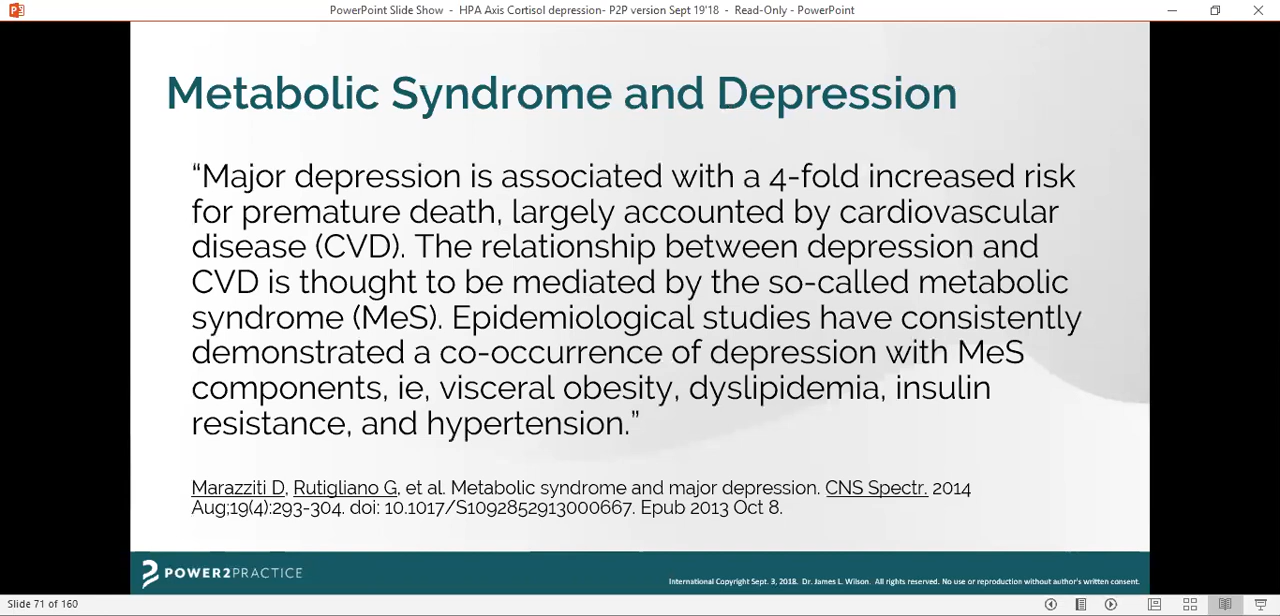 PowerPoint Slide Show - HPA Axis Cortisol depression- P2P version Sept 19'18 - Read-Only - PowerPoint
Metabolic Syndrome and Depression
“Major depression is associated with a 4-fold increased risk
for premature death, largely accounted by cardiovascular
disease (CVD). The relationship between depression and
CVD is thought to be mediated by the so-called metabolic
syndrome (MeS). Epidemiological studies have consistently
demonstrated a co-occurrence of depression with MeS
components, ie, visceral obesity, dyslipidemia, insulin
resistance, and hypertension.”
Marazziti D, Rutigliano G, et al. Metabolic syndrome and major depression. CNS Spectr. 2014
Aug;19(4):293-304. doi: 10.1017/S1092852913000667. Epub 2013 Oct 8.
POWER2PRACTICE
International Copyright Sept. 3, 2018. Dr. James L. Wilson. All rights reserved. No use or reproduction without author's written consent.
Slide 71 of 160